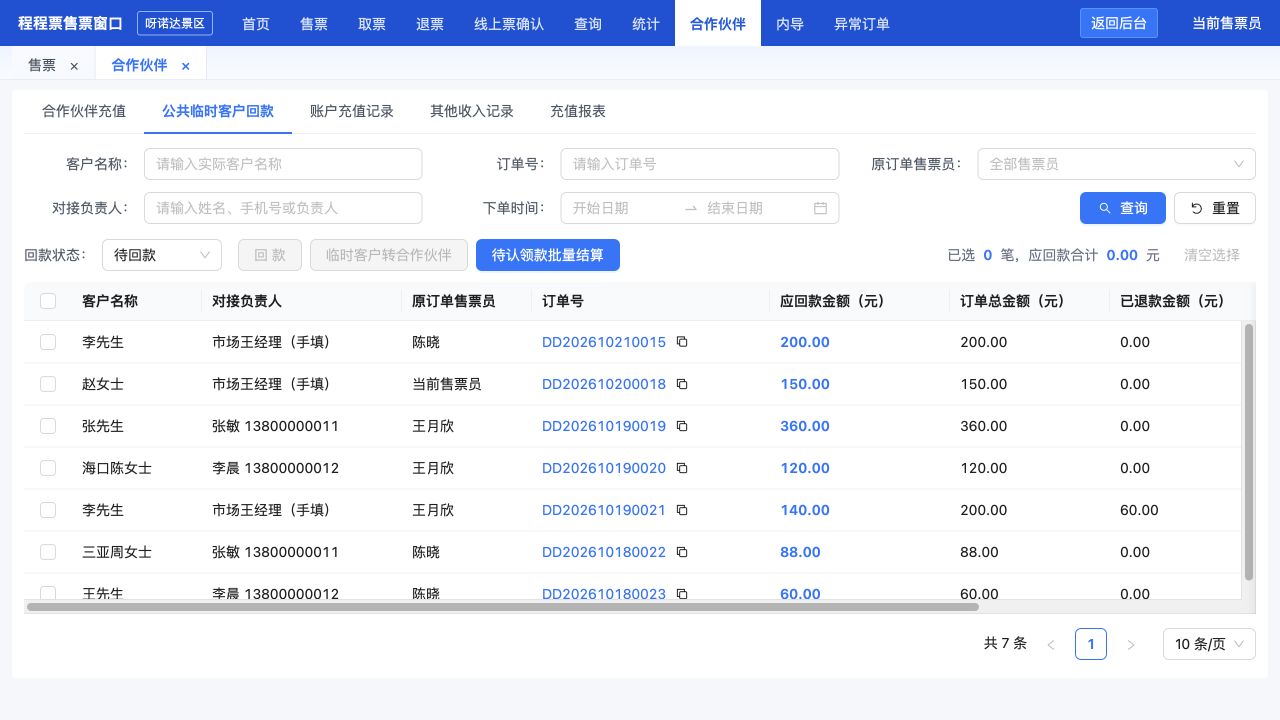 程程票售票窗口 呀诺达景区 首页 售票 取票 退票 线上票确认 查询 统计 合作伙伴 内导 异常订单 返回后台 当前售票员
售票 × 合作伙伴 ×
合作伙伴充值 公共临时客户回款 账户充值记录 其他收入记录 充值报表
客户名称: 请输入实际客户名称 订单号: 请输入订单号 原订单售票员: 全部售票员
对接负责人: 请输入姓名、手机号或负责人 下单时间: 开始日期 → 结束日期 查询 重置
回款状态: 待回款 回 款 临时客户转合作伙伴 待认领款批量结算 已选 0 笔，应回款合计 0.00 元 清空选择
客户名称 对接负责人 原订单售票员 订单号 应回款金额（元） 订单总金额（元） 已退款金额（元）
李先生 市场王经理（手填） 陈晓 DD202610210015 200.00 200.00 0.00
赵女士 市场王经理（手填） 当前售票员 DD202610200018 150.00 150.00 0.00
张先生 张敏 13800000011 王月欣 DD202610190019 360.00 360.00 0.00
海口陈女士 李晨 13800000012 王月欣 DD202610190020 120.00 120.00 0.00
李先生 市场王经理（手填） 王月欣 DD202610190021 140.00 200.00 60.00
三亚周女士 张敏 13800000011 陈晓 DD202610180022 88.00 88.00 0.00
王先生 李晨 13800000012 陈晓 DD202610180023 60.00 60.00 0.00
共 7 条 < 1 > 10 条/页